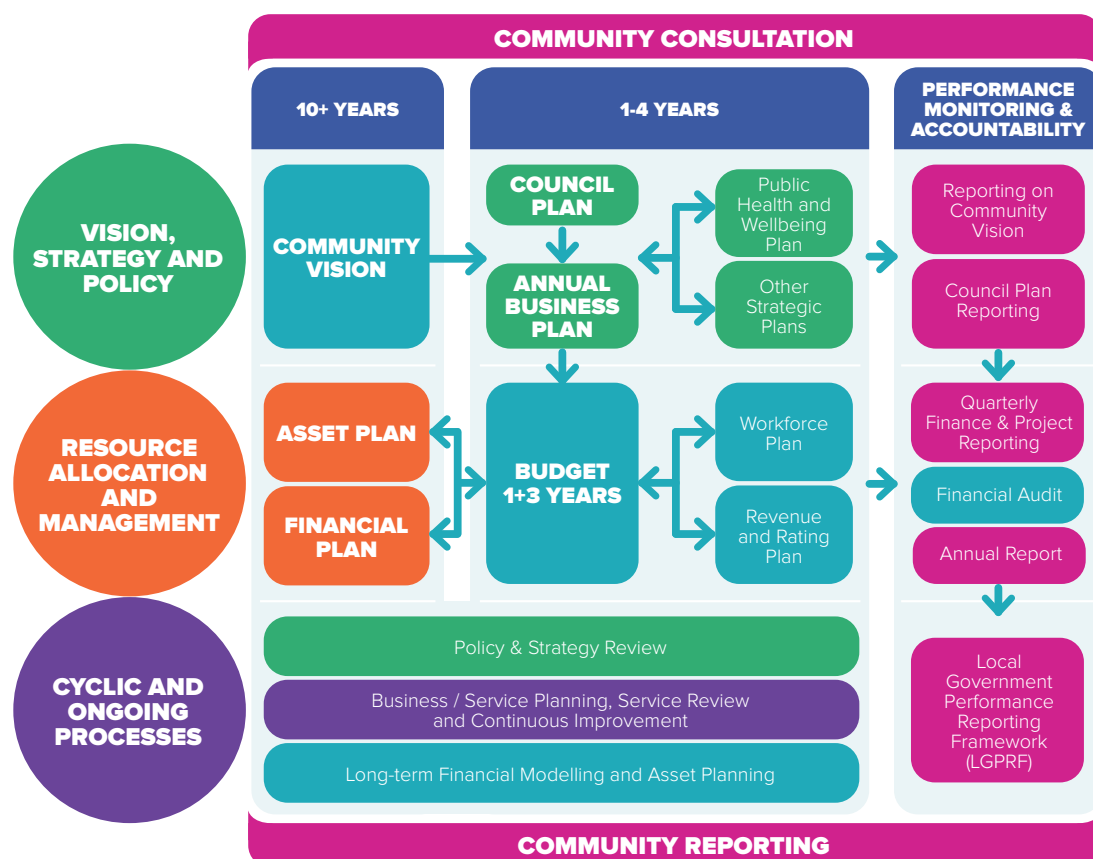 COMMUNITY CONSULTATION
10+ YEARS
1-4 YEARS
PERFORMANCE
MONITORING &
ACCOUNTABILITY
VISION,
STRATEGY AND
POLICY
COMMUNITY
VISION
COUNCIL
PLAN
ANNUAL
BUSINESS
PLAN
Public
Health and
Wellbeing
Plan
Other
Strategic
Plans
Reporting on
Community
Vision
Council Plan
Reporting
RESOURCE
ALLOCATION
AND
MANAGEMENT
ASSET PLAN
FINANCIAL
PLAN
BUDGET
1+3 YEARS
Workforce
Plan
Revenue
and Rating
Plan
Quarterly
Finance & Project
Reporting
Financial Audit
Annual Report
CYCLIC AND
ONGOING
PROCESSES
Policy & Strategy Review
Business / Service Planning, Service Review
and Continuous Improvement
Long-term Financial Modelling and Asset Planning
Local
Government
Performance
Reporting
Framework
(LGPRF)
COMMUNITY REPORTING